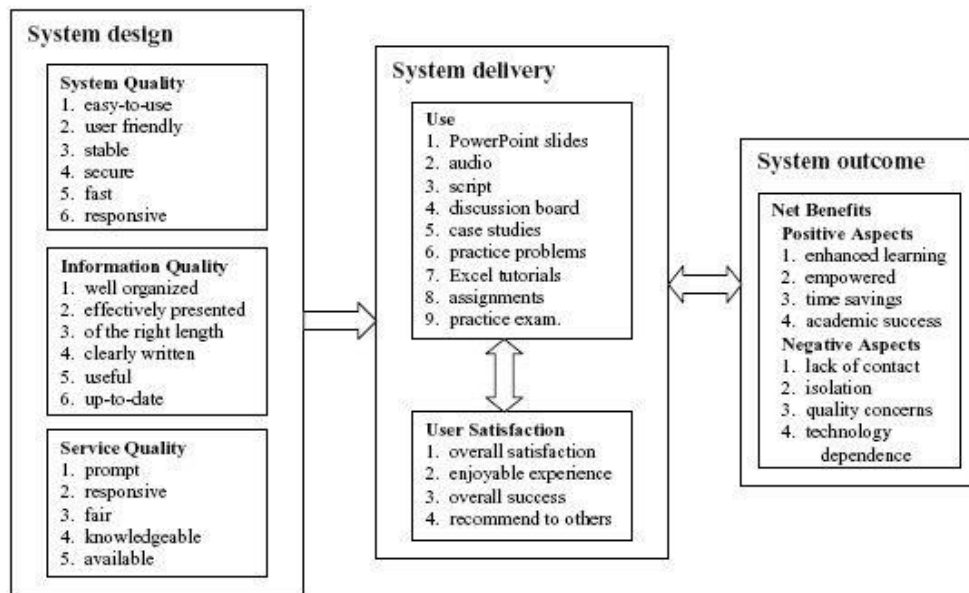 System design
System Quality
1. easy-to-use
2. user friendly
3. stable
4. secure
5. fast
6. responsive
Information Quality
1. well organized
2. effectively presented
3. of the right length
4. clearly written
5. useful
6. up-to-date
Service Quality
1. prompt
2. responsive
3. fair
4. knowledgeable
5. available
System delivery
Use
1. PowerPoint slides
2. audio
3. script
4. discussion board
5. case studies
6. practice problems
7. Excel tutorials
8. assignments
9. practice exam.
User Satisfaction
1. overall satisfaction
2. enjoyable experience
3. overall success
4. recommend to others
System outcome
Net Benefits
Positive Aspects
1. enhanced learning
2. empowered
3. time savings
4. academic success
Negative Aspects
1. lack of contact
2. isolation
3. quality concerns
4. technology
dependence